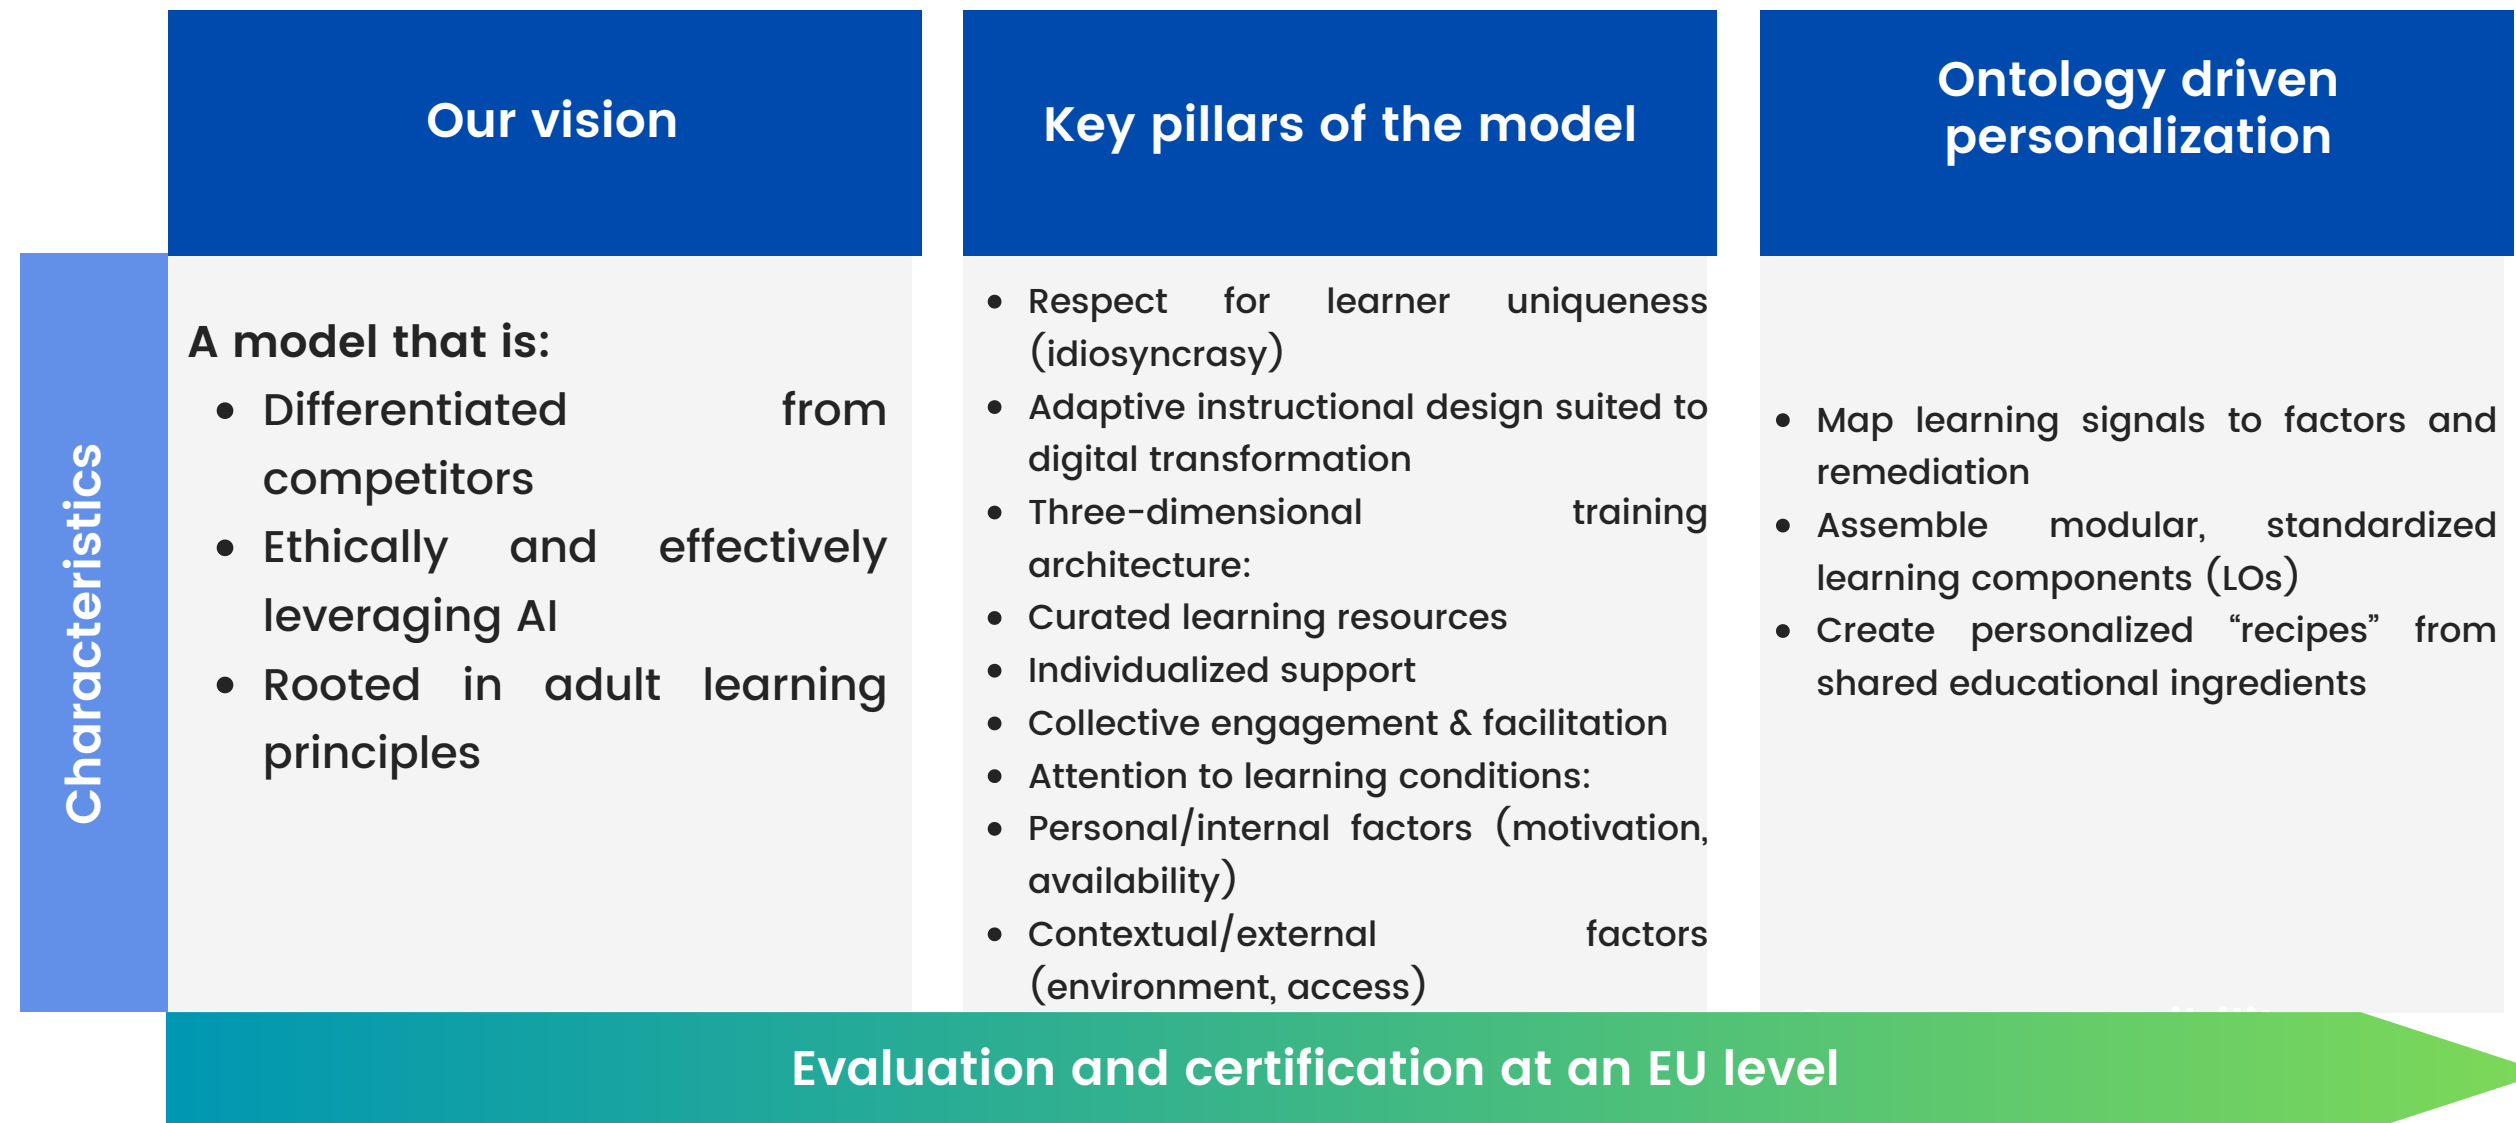 Our vision
Key pillars of the model
Ontology driven
personalization
Characteristics
A model that is:
• Differentiated from
competitors
• Ethically and effectively
leveraging AI
• Rooted in adult learning
principles
• Respect for learner uniqueness
(idiosyncrasy)
• Adaptive instructional design suited to
digital transformation
• Three-dimensional training
architecture:
• Curated learning resources
• Individualized support
• Collective engagement & facilitation
• Attention to learning conditions:
• Personal/internal factors (motivation,
availability)
• Contextual/external factors
(environment, access)
• Map learning signals to factors and
remediation
• Assemble modular, standardized
learning components (LOs)
• Create personalized “recipes” from
shared educational ingredients
Evaluation and certification at an EU level